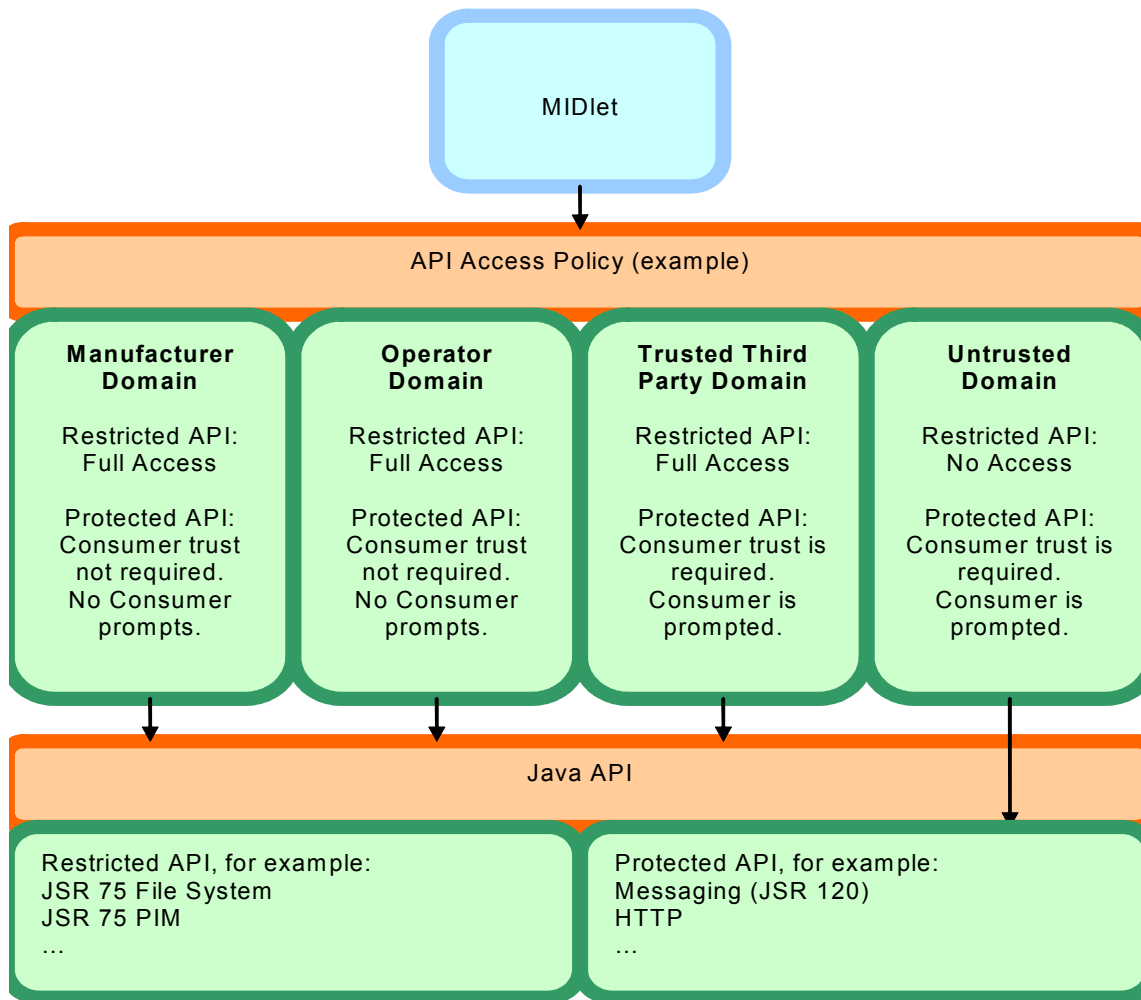 MIDlet
API Access Policy (example)
Manufacturer
Domain
Restricted API:
Full Access
Protected API:
Consumer trust
not required.
No Consumer
prompts.
Operator
Domain
Restricted API:
Full Access
Protected API:
Consumer trust
not required.
No Consumer
prompts.
Trusted Third
Party Domain
Restricted API:
Full Access
Protected API:
Consumer trust is
required.
Consumer is
prompted.
Untrusted
Domain
Restricted API:
No Access
Protected API:
Consumer trust is
required.
Consumer is
prompted.
Java API
Restricted API, for example:
JSR 75 File System
JSR 75 PIM
…
Protected API, for example:
Messaging (JSR 120)
HTTP
…